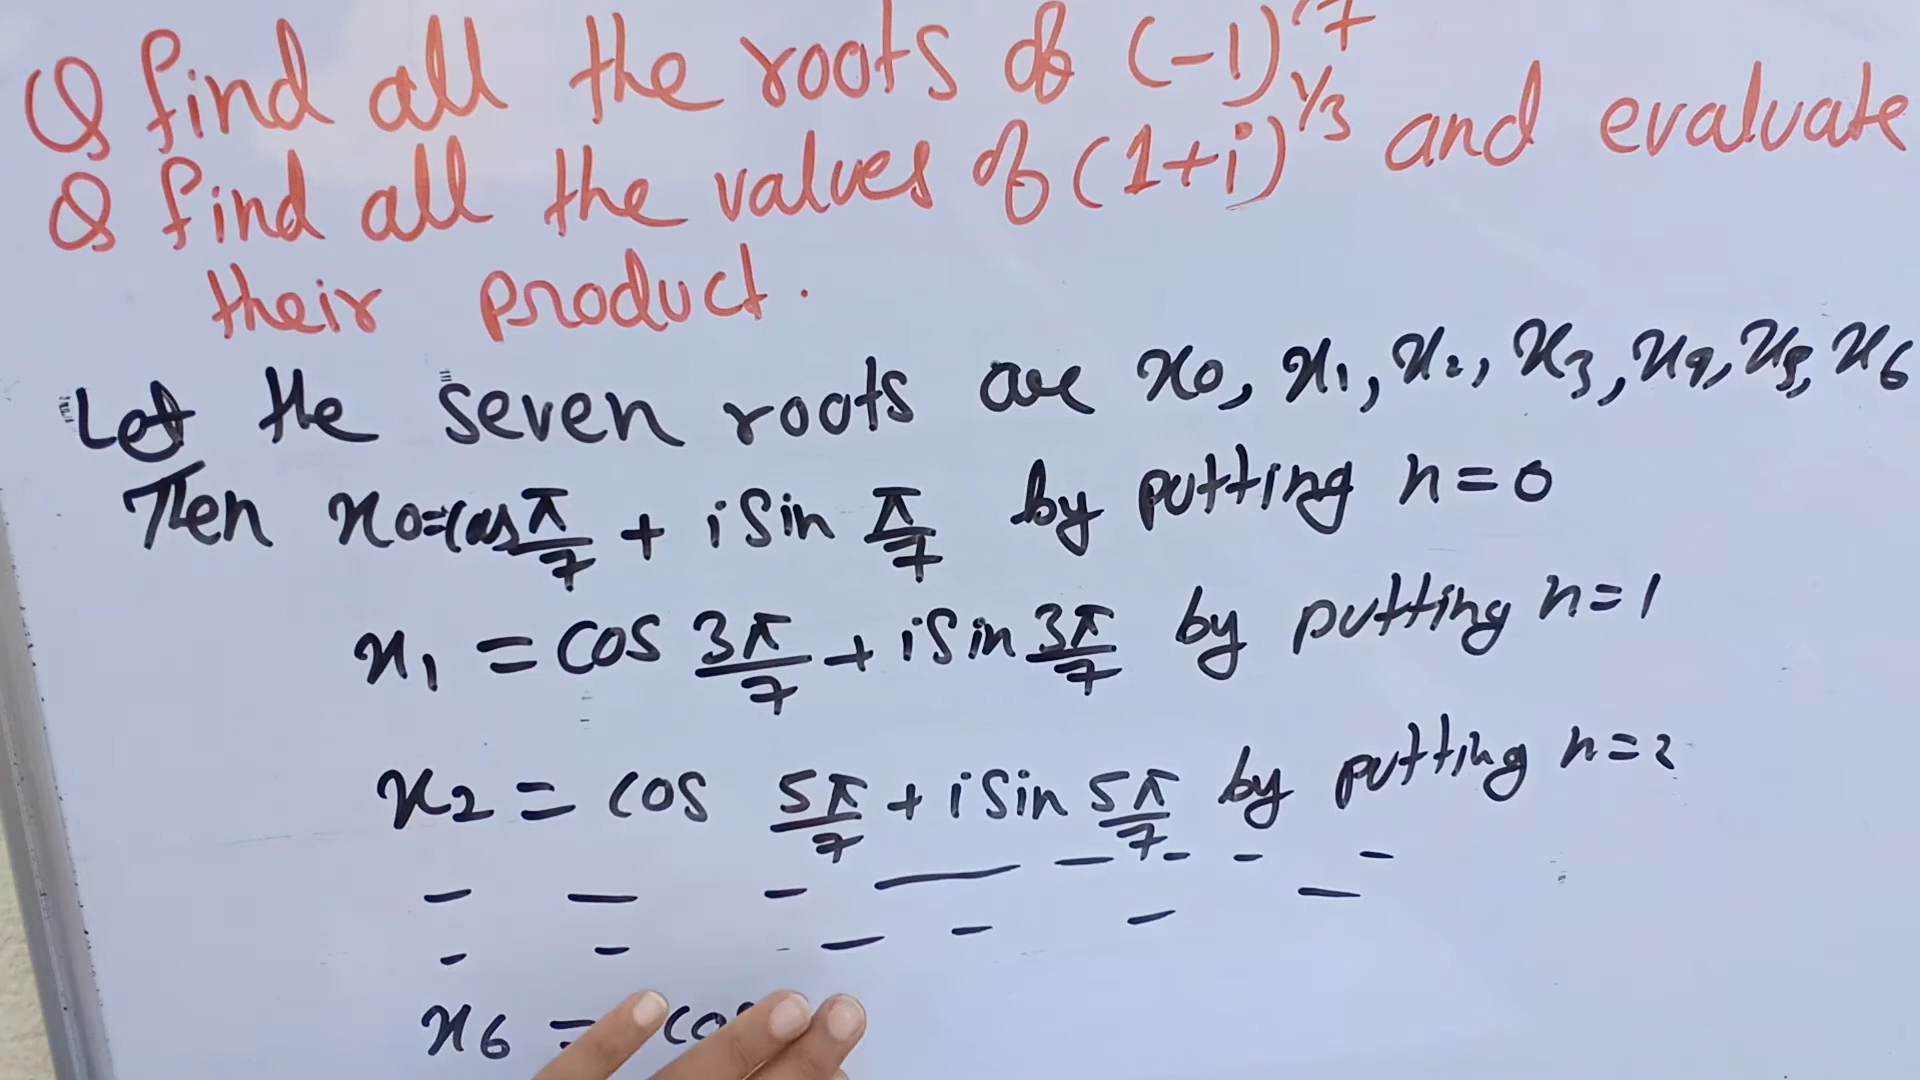 Q find all the roots of (-1)^1/7
Q find all the values of (1+i)^1/3 and evaluate
their product.
Let the seven roots are x0, x1, x2, x3, x4, x5, x6
Then x0=cos π/7 + i Sin π/7 by putting n=0
x1 = cos 3π/7 + i Sin 3π/7 by putting n=1
x2 = cos 5π/7 + i Sin 5π/7 by putting n=2
x6 = cos